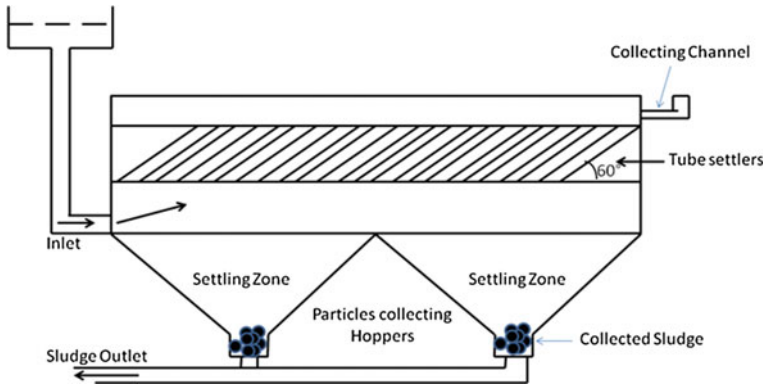 Collecting Channel
60°
Tube settlers
Inlet
Settling Zone
Settling Zone
Particles collecting
Hoppers
Collected Sludge
Sludge Outlet